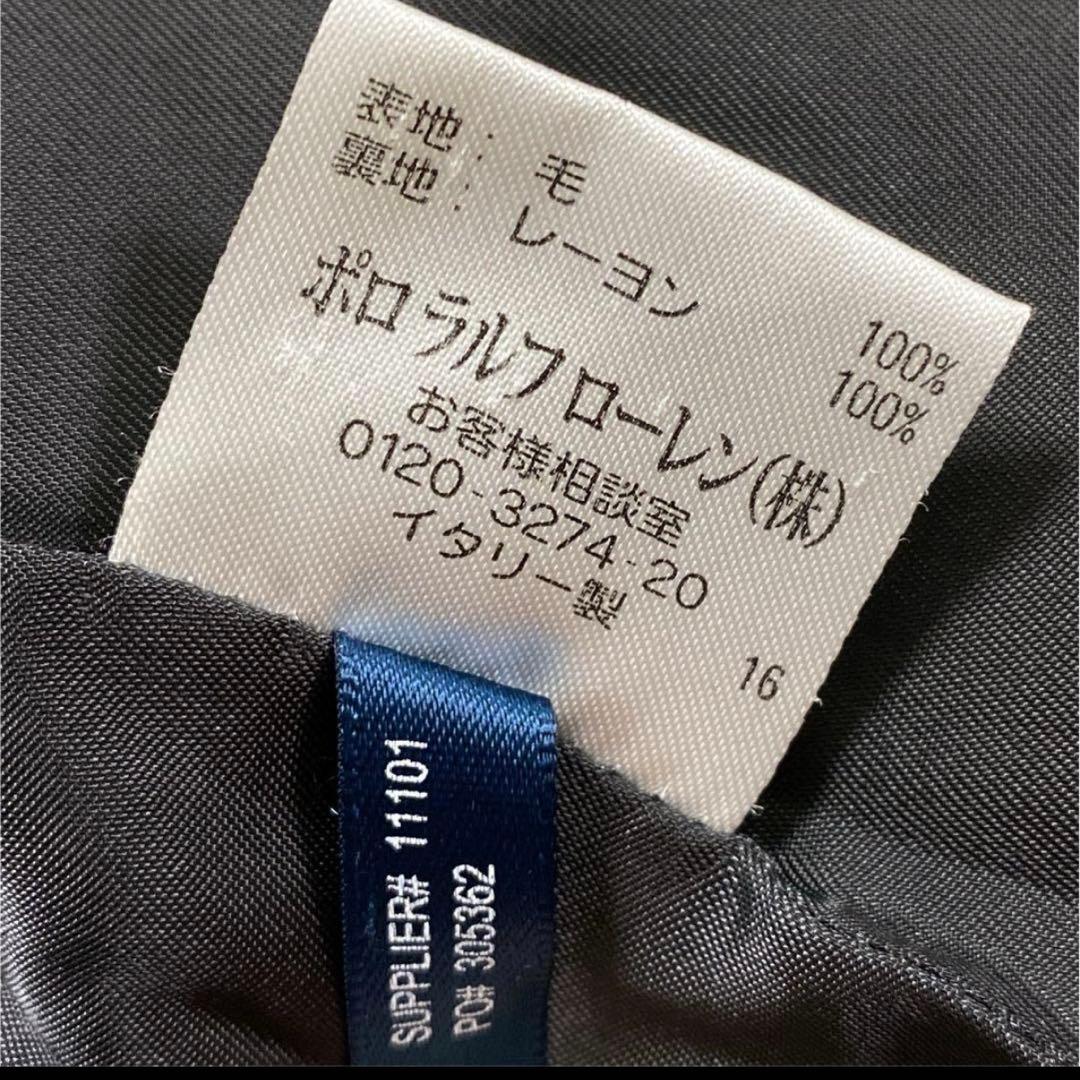 表地： 毛 100%
裏地： レーヨン 100%
ポロ ラルフ ローレン(株)
お客様相談室
0120-3274-20
イタリー製
16
SUPPLIER# 11101
PO# 305362